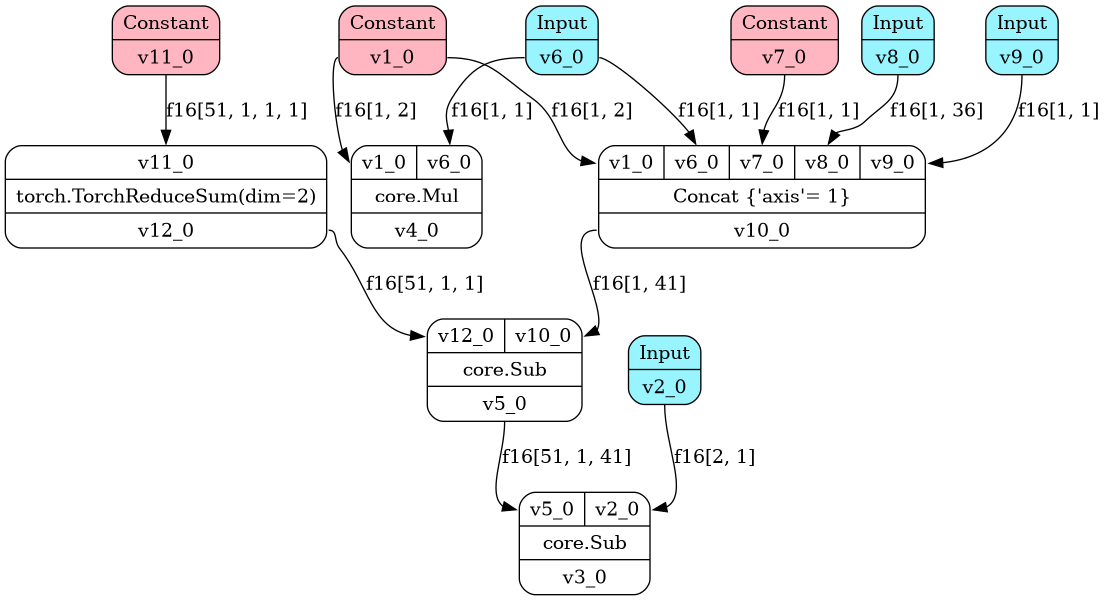 Constant
v11_0
Constant
v1_0
Input
v6_0
Constant
v7_0
Input
v8_0
Input
v9_0
f16[51, 1, 1, 1]
f16[1, 2]
f16[1, 1]
f16[1, 2]
f16[1, 1]
f16[1, 1]
f16[1, 36]
f16[1, 1]
v11_0
torch.TorchReduceSum(dim=2)
v12_0
v1_0 v6_0
core.Mul
v4_0
v1_0 v6_0 v7_0 v8_0 v9_0
Concat {'axis'= 1}
v10_0
f16[51, 1, 1]
f16[1, 41]
v12_0 v10_0
core.Sub
v5_0
Input
v2_0
f16[51, 1, 41]
f16[2, 1]
v5_0 v2_0
core.Sub
v3_0